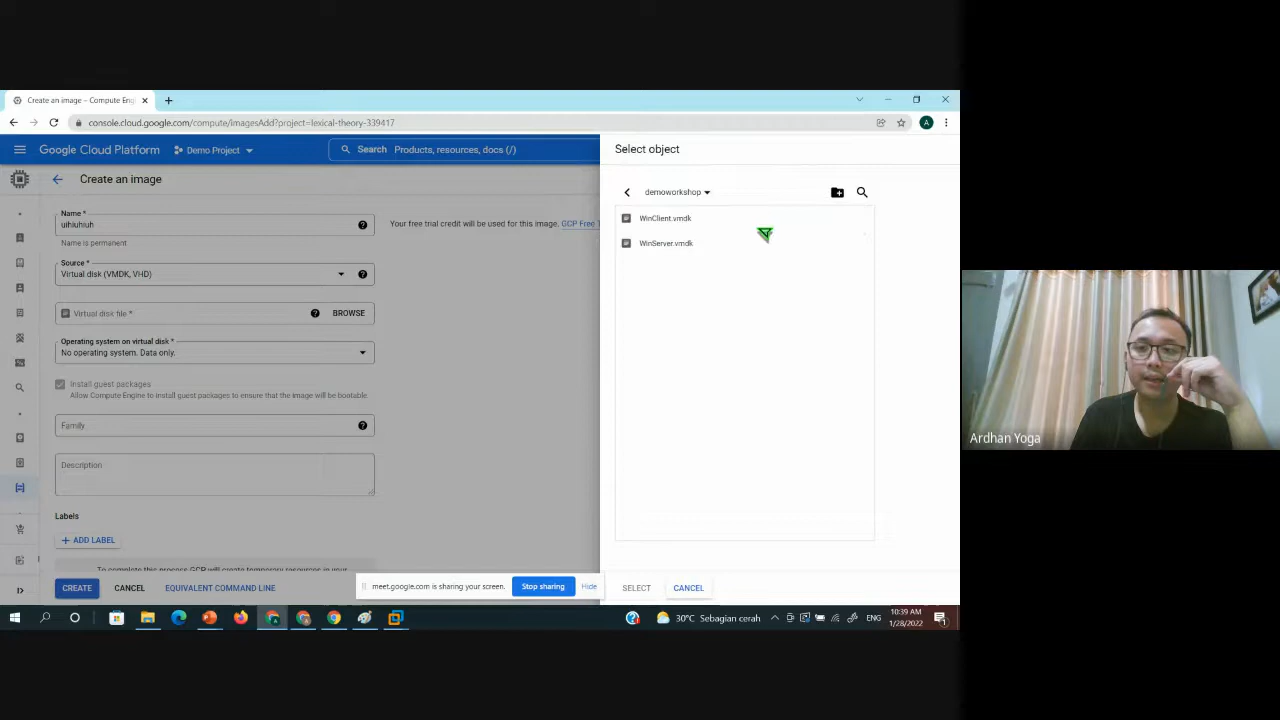 Create an image – Compute Eng
console.cloud.google.com/compute/imagesAdd?project=lexical-theory-339417
A
Google Cloud Platform
Demo Project
Search Products, resources, docs (/)
Create an image
Name *
uihiuhiuh
Name is permanent
Your free trial credit will be used for this image. GCP Free T
Source *
Virtual disk (VMDK, VHD)
Virtual disk file *
BROWSE
Operating system on virtual disk *
No operating system. Data only.
Install guest packages
Allow Compute Engine to install guest packages to ensure that the image will be bootable
Family
Description
Labels
+ ADD LABEL
To complete this process GCP will create temporary resources in your
CREATE
CANCEL
EQUIVALENT COMMAND LINE
Select object
demoworkshop
WinClient.vmdk
WinServer.vmdk
SELECT
CANCEL
meet.google.com is sharing your screen.
Stop sharing
Hide
30°C Sebagian cerah
ENG
10:39 AM
1/28/2022
Ardhan Yoga